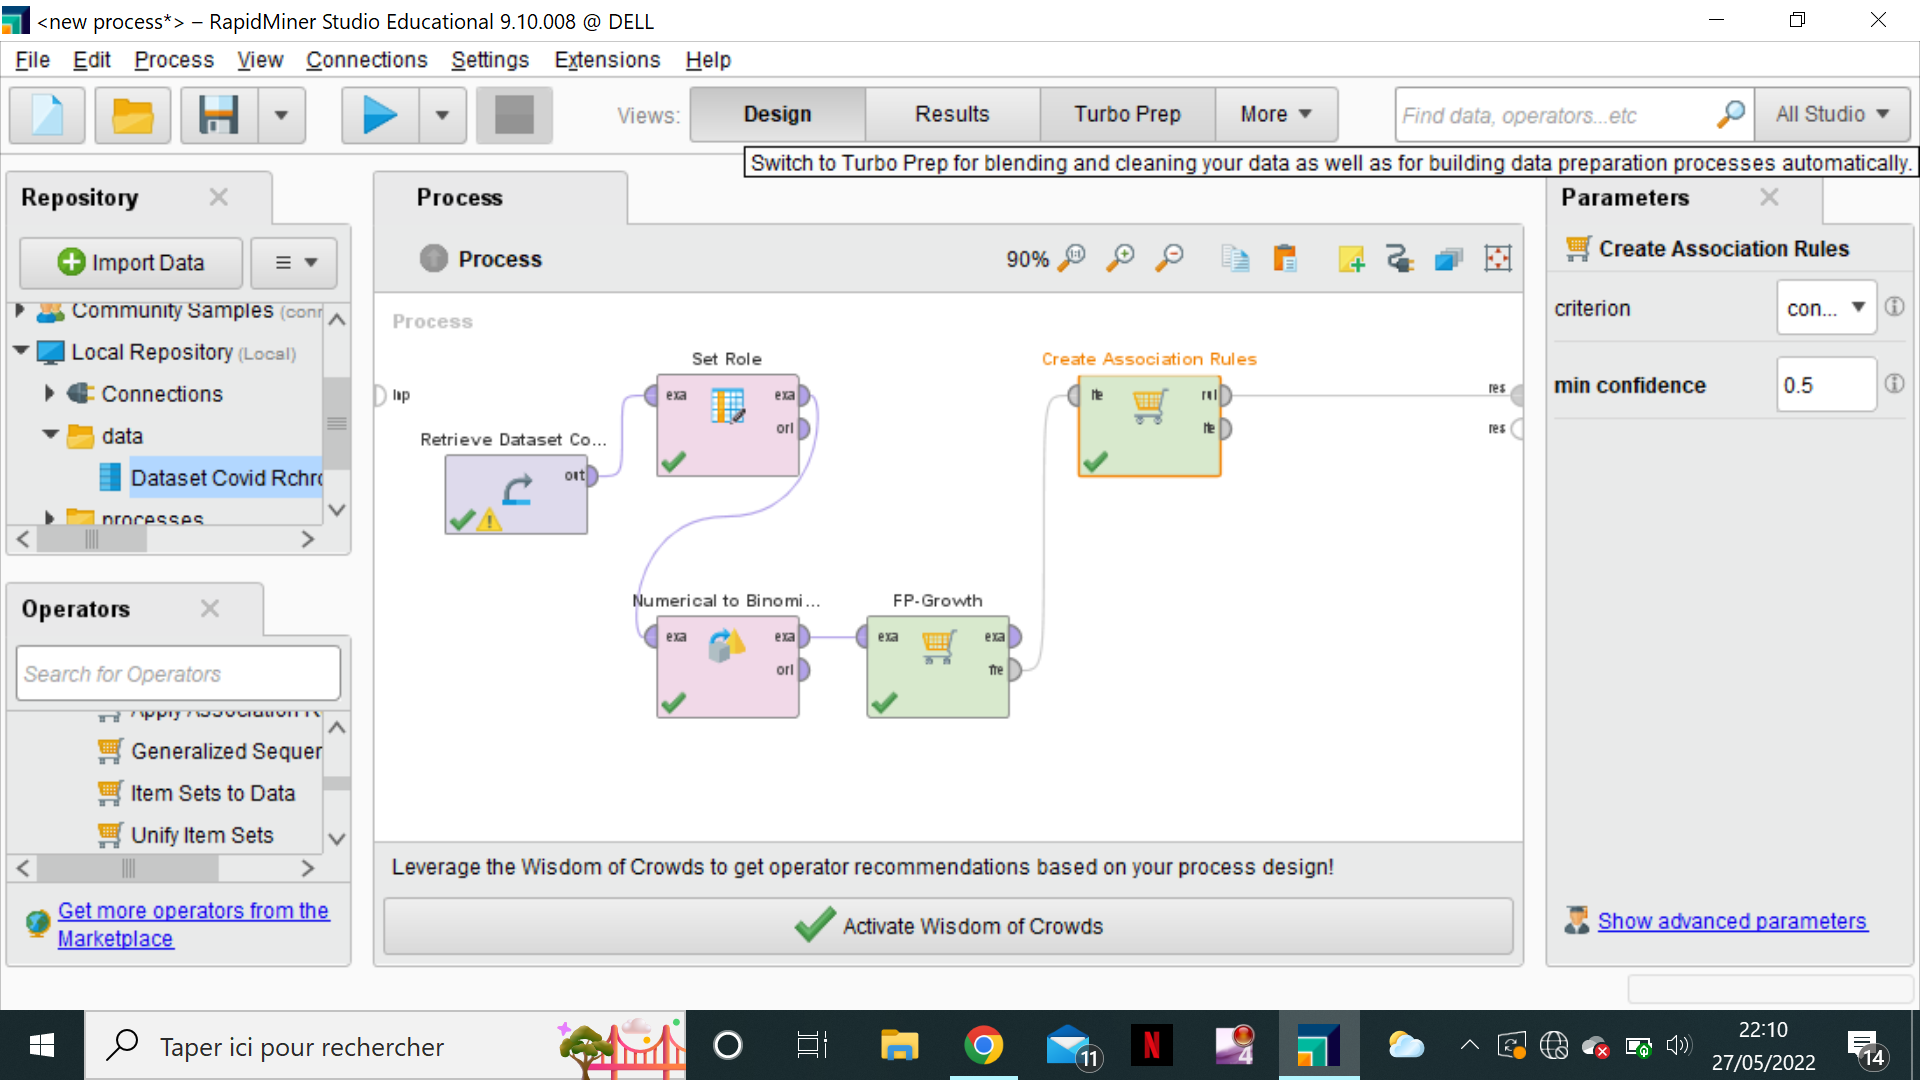 <new process*> – RapidMiner Studio Educational 9.10.008 @ DELL
File Edit Process View Connections Settings Extensions Help
Views: Design Results Turbo Prep More Find data, operators...etc All Studio
Switch to Turbo Prep for blending and cleaning your data as well as for building data preparation processes automatically.
Repository
Import Data
Community Samples (conn
Local Repository (Local)
Connections
data
Dataset Covid Rchro
processes
Operators
Search for Operators
Apply Association R
Generalized Sequer
Item Sets to Data
Unify Item Sets
Get more operators from the
Marketplace
Process
Process
90%
Process
inp
Retrieve Dataset Co...
out
Set Role
exa exa
ori
Numerical to Binomi...
exa exa
ori
FP-Growth
exa exa
fre
Create Association Rules
ite rul
ite
res
res
Leverage the Wisdom of Crowds to get operator recommendations based on your process design!
Activate Wisdom of Crowds
Parameters
Create Association Rules
criterion con...
min confidence 0.5
Show advanced parameters
Taper ici pour rechercher
11
N
4
22:10
27/05/2022
14